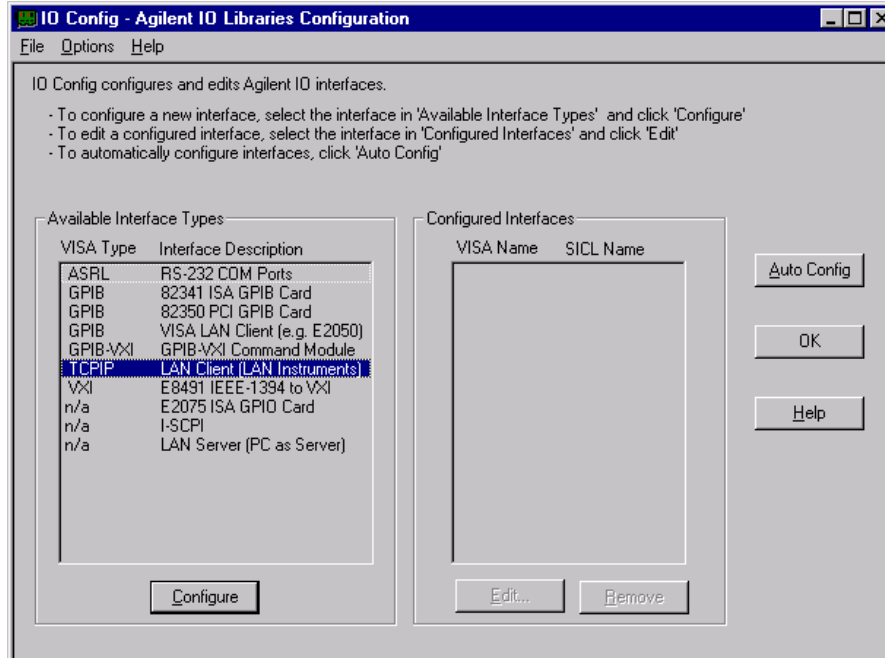 IO Config - Agilent IO Libraries Configuration
File Options Help
IO Config configures and edits Agilent IO interfaces.
- To configure a new interface, select the interface in 'Available Interface Types' and click 'Configure'
- To edit a configured interface, select the interface in 'Configured Interfaces' and click 'Edit'
- To automatically configure interfaces, click 'Auto Config'
Available Interface Types
VISA Type Interface Description
ASRL RS-232 COM Ports
GPIB 82341 ISA GPIB Card
GPIB 82350 PCI GPIB Card
GPIB VISA LAN Client (e.g. E2050)
GPIB-VXI GPIB-VXI Command Module
TCPIP LAN Client (LAN Instruments)
VXI E8491 IEEE-1394 to VXI
n/a E2075 ISA GPIO Card
n/a I-SCPI
n/a LAN Server (PC as Server)
Configure
Configured Interfaces
VISA Name SICL Name
Edit...
Remove
Auto Config
OK
Help